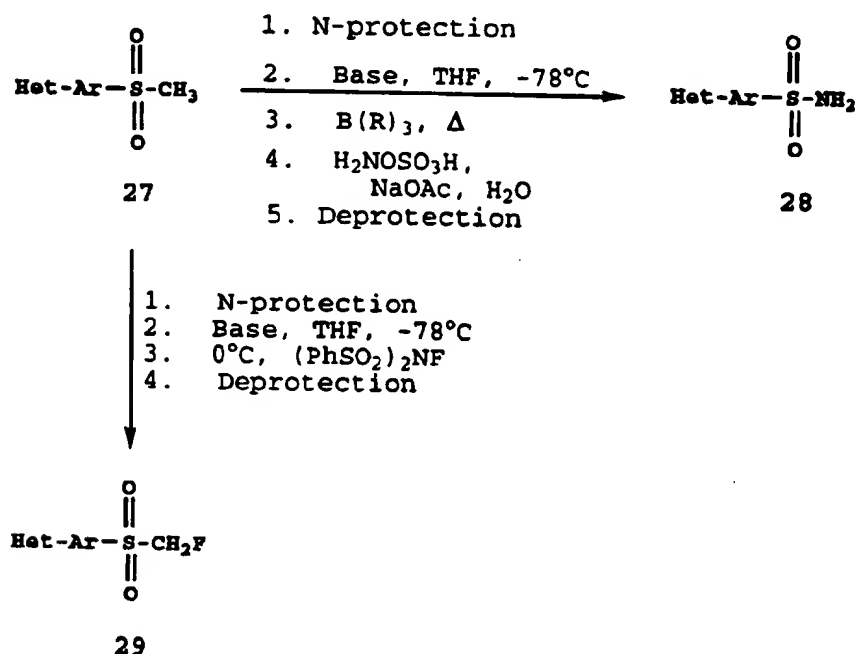 1. N-protection
2. Base, THF, -78°C
3. B(R)3, Δ
4. H2NOSO3H,
NaOAc, H2O
5. Deprotection
O
Het-Ar-S-CH3
O
27
O
Het-Ar-S-NH2
O
28
1. N-protection
2. Base, THF, -78°C
3. 0°C, (PhSO2)2NF
4. Deprotection
O
Het-Ar-S-CH2F
O
29